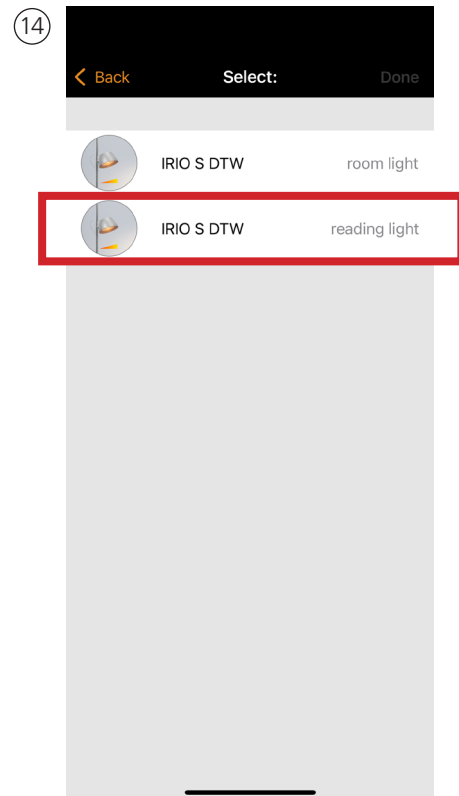 14
Back Select: Done
IRIO S DTW room light
IRIO S DTW reading light